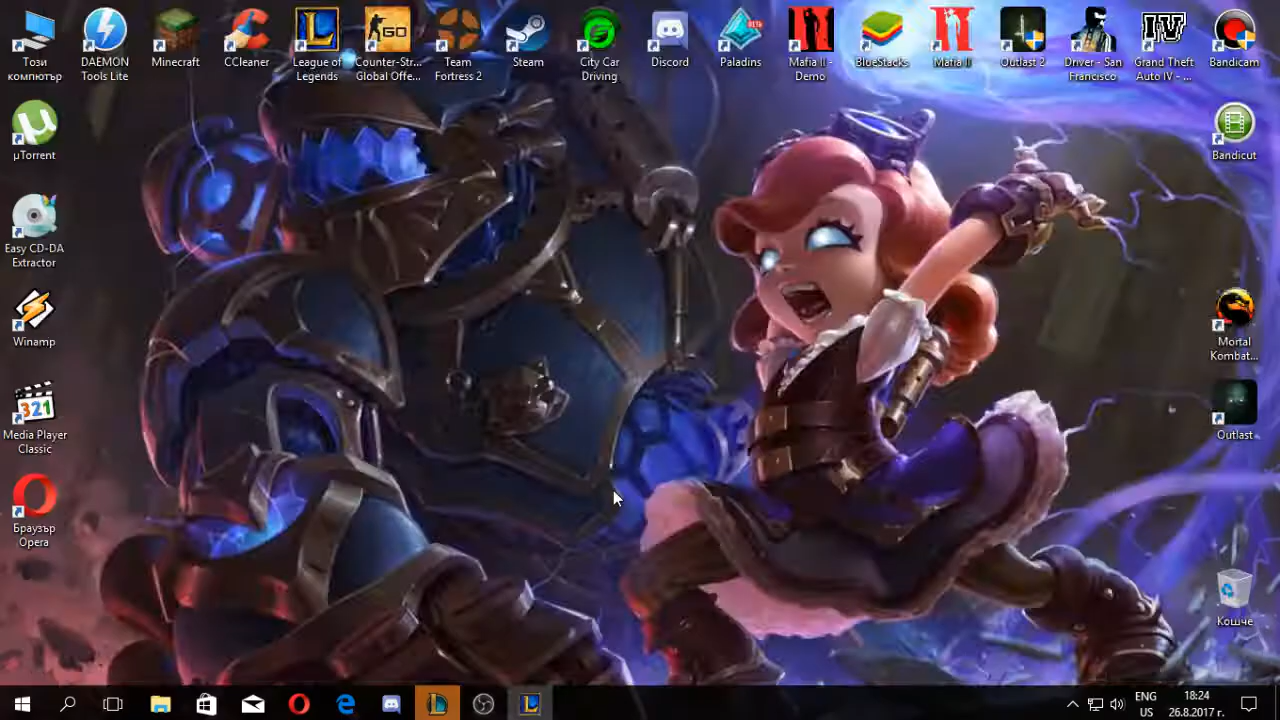 Този
компютър
DAEMON
Tools Lite
Minecraft
CCleaner
League of
Legends
Counter-Str...
Global Offe...
Team
Fortress 2
Steam
City Car
Driving
Discord
Paladins
Mafia II -
Demo
BlueStacks
Mafia II
Outlast 2
Driver - San
Francisco
Grand Theft
Auto IV - ...
Bandicam
µTorrent
Bandicut
Easy CD-DA
Extractor
Winamp
Mortal
Kombat...
Media Player
Classic
Outlast
Браузър
Opera
Кошче
ENG
US
18:24
26.8.2017 г.